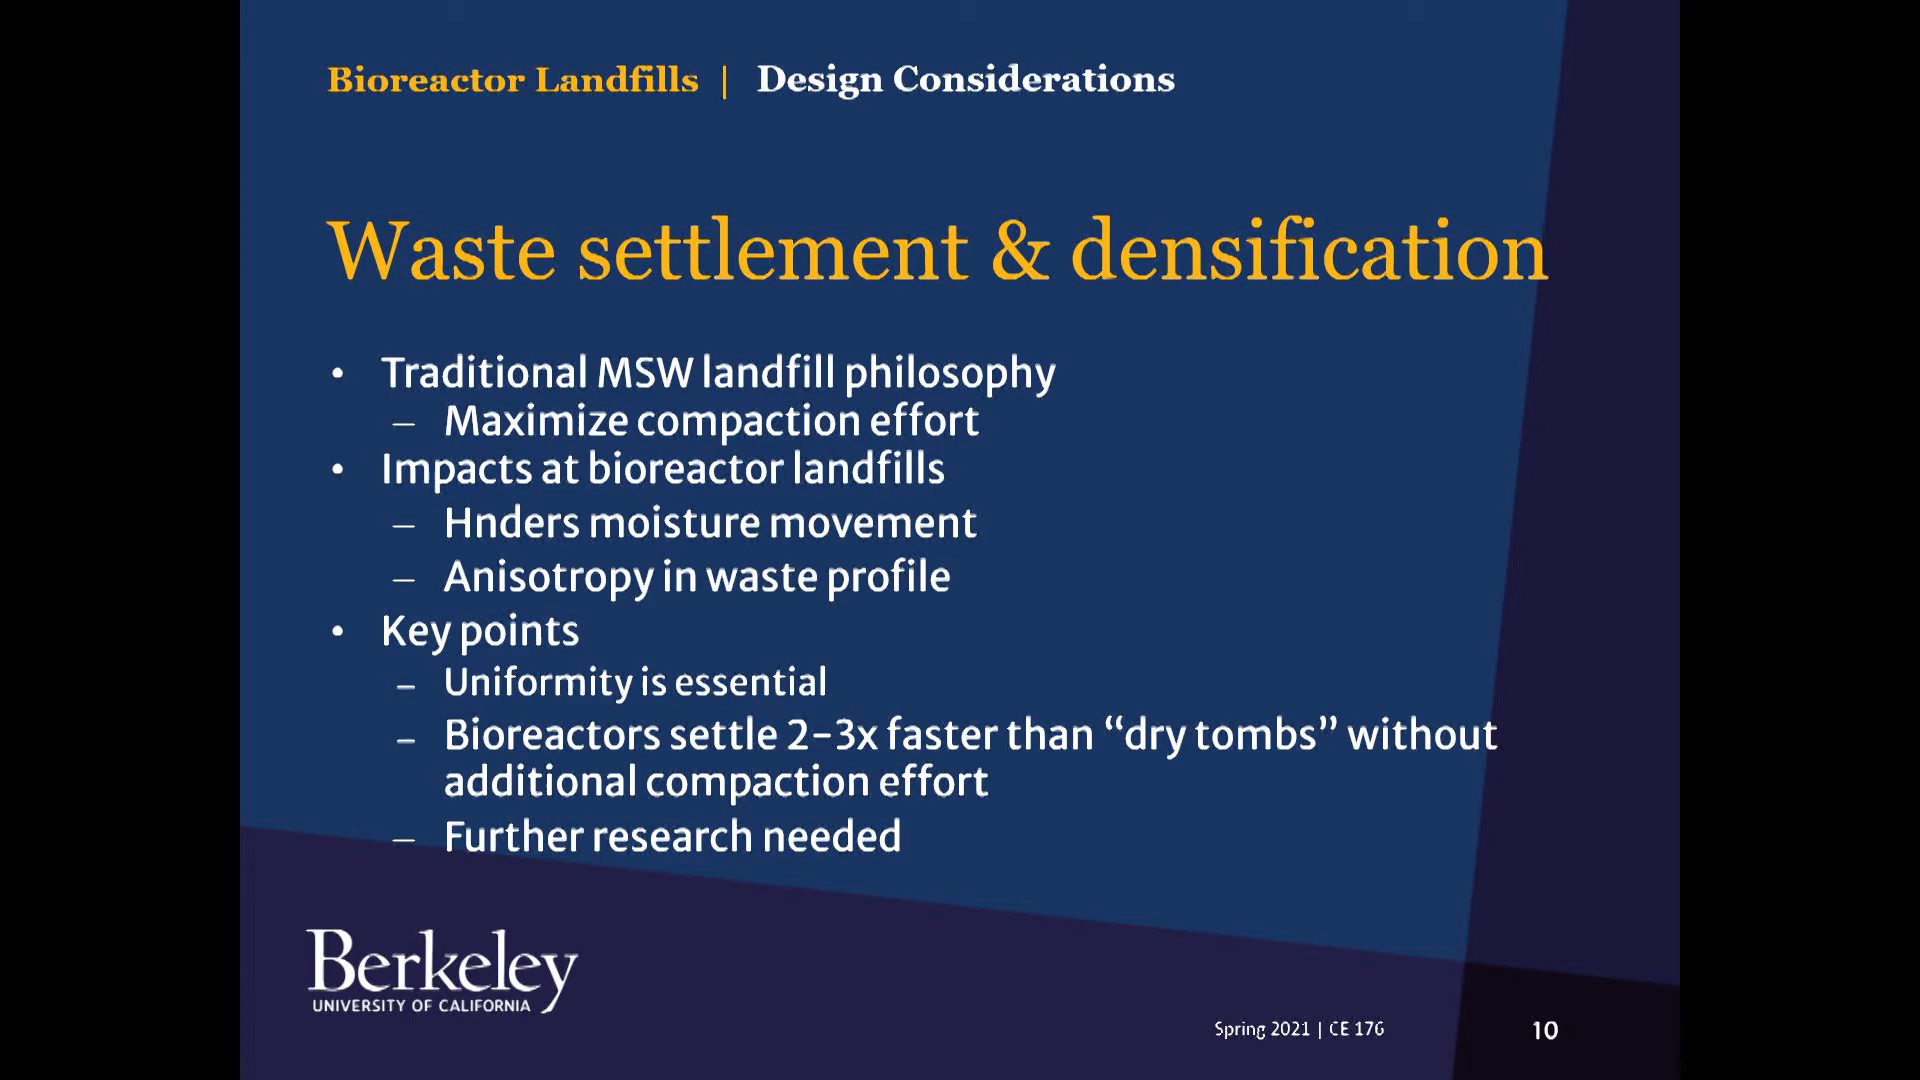 Bioreactor Landfills | Design Considerations
Waste settlement & densification
• Traditional MSW landfill philosophy
– Maximize compaction effort
• Impacts at bioreactor landfills
– Hnders moisture movement
– Anisotropy in waste profile
• Key points
– Uniformity is essential
– Bioreactors settle 2–3x faster than “dry tombs” without
additional compaction effort
– Further research needed
Berkeley
UNIVERSITY OF CALIFORNIA
Spring 2021 | CE 176
10